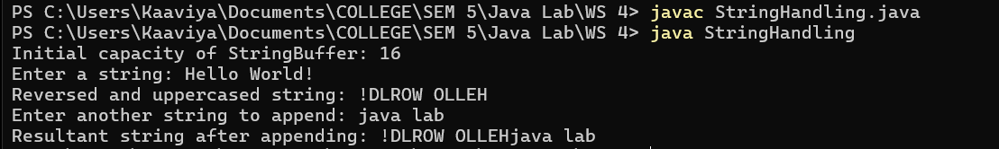 PS C:\Users\Kaaviya\Documents\COLLEGE\SEM 5\Java Lab\WS 4> javac StringHandling.java
PS C:\Users\Kaaviya\Documents\COLLEGE\SEM 5\Java Lab\WS 4> java StringHandling
Initial capacity of StringBuffer: 16
Enter a string: Hello World!
Reversed and uppercased string: !DLROW OLLEH
Enter another string to append: java lab
Resultant string after appending: !DLROW OLLEHjava lab